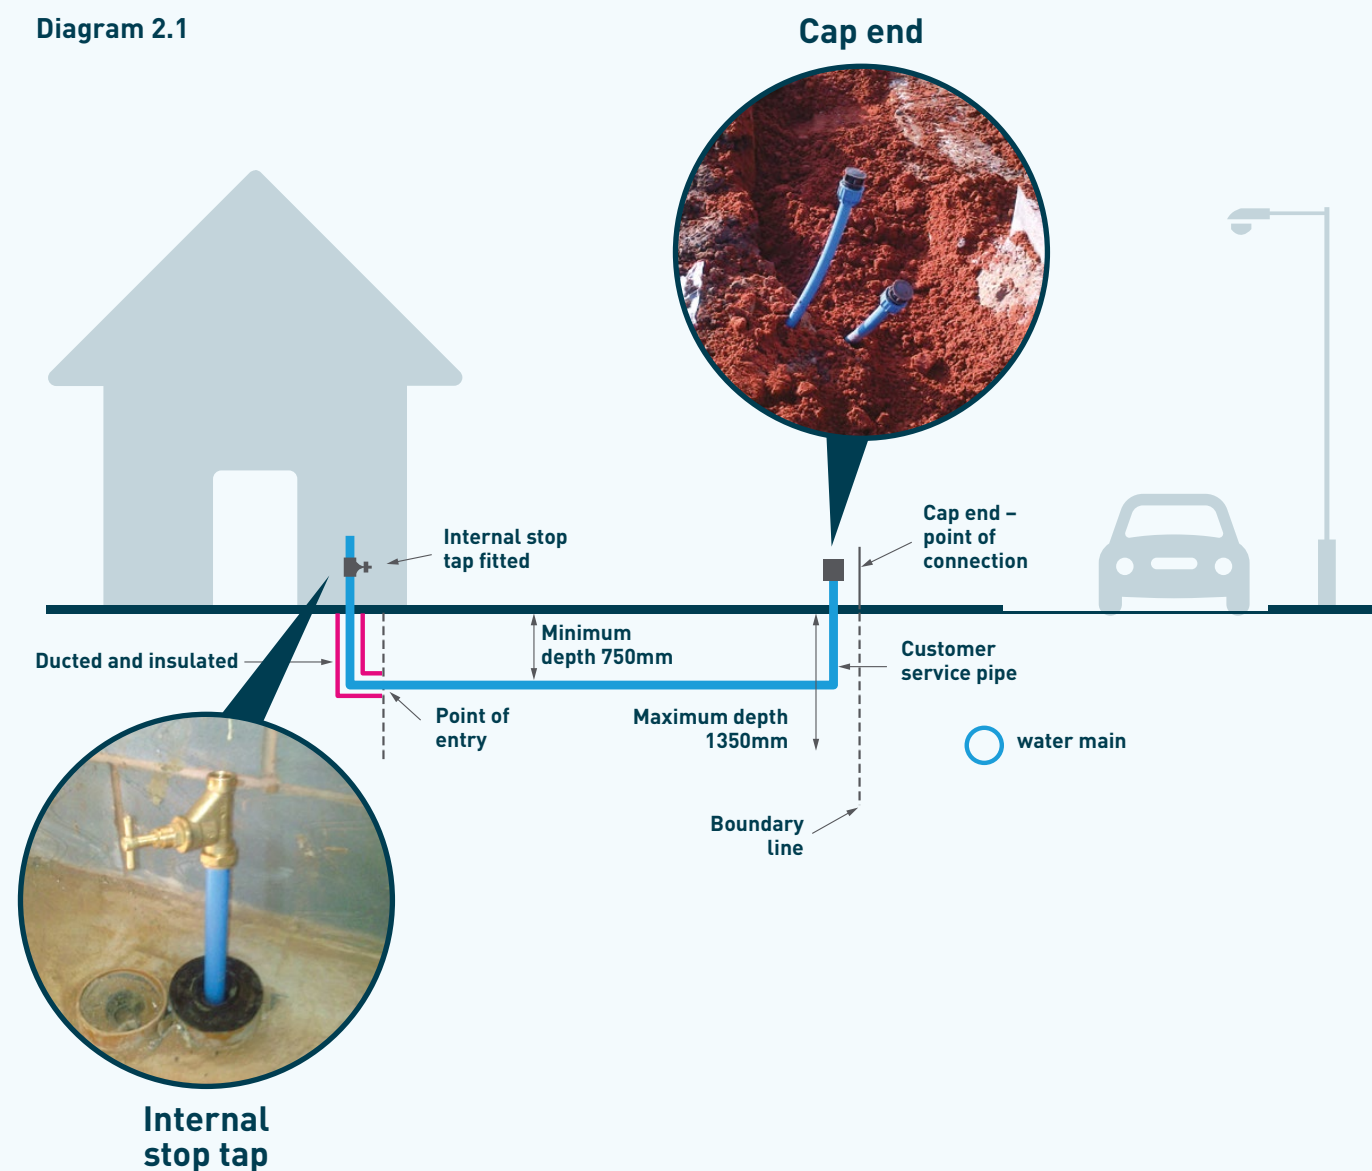 Diagram 2.1
Cap end
Internal stop
tap fitted
Cap end –
point of
connection
Ducted and insulated
Minimum
depth 750mm
Customer
service pipe
Point of
entry
Maximum depth
1350mm
water main
Boundary
line
Internal
stop tap